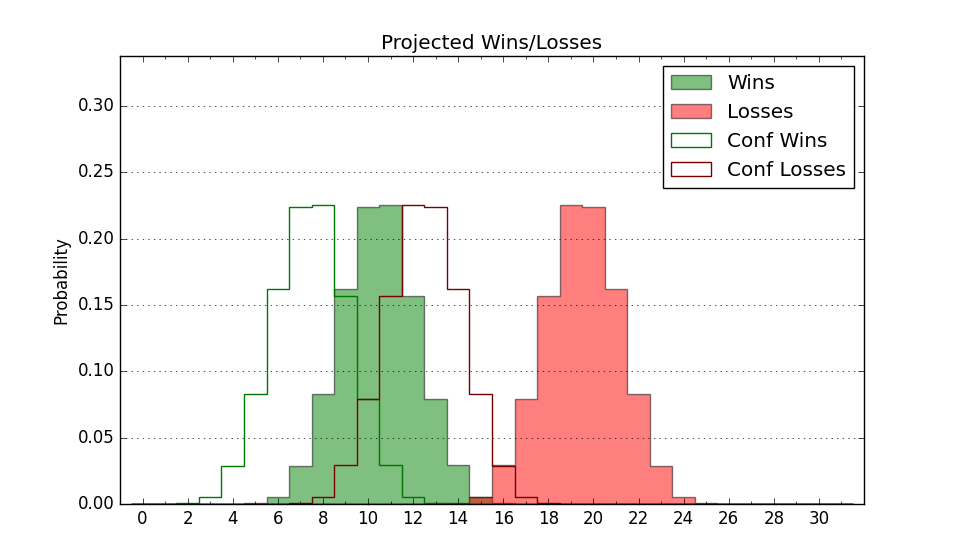 Projected Wins/Losses
Wins
Losses
Conf Wins
Conf Losses
Probability
0.30
0.25
0.20
0.15
0.10
0.05
0.00
0 2 4 6 8 10 12 14 16 18 20 22 24 26 28 30